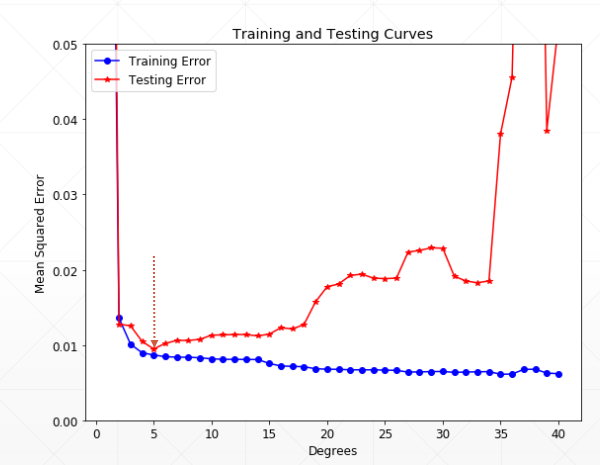 Training and Testing Curves
Training Error
Testing Error
0.05
0.04
0.03
0.02
0.01
0.00
Mean Squared Error
0 5 10 15 20 25 30 35 40
Degrees